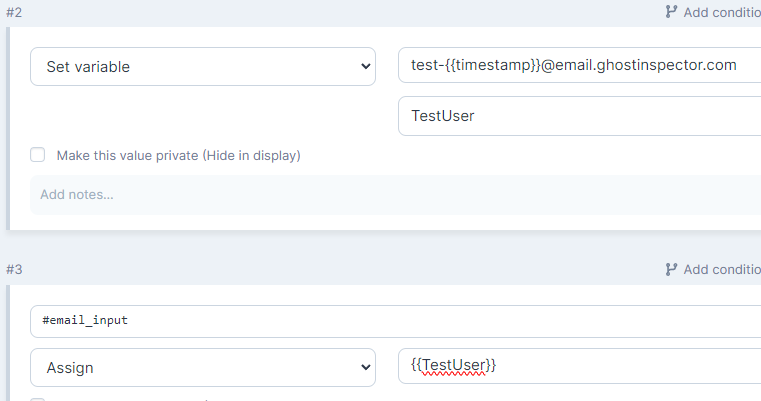 #2
Add conditio
Set variable
test-{{timestamp}}@email.ghostinspector.com
TestUser
Make this value private (Hide in display)
Add notes...
#3
Add conditio
#email_input
Assign
{{TestUser}}